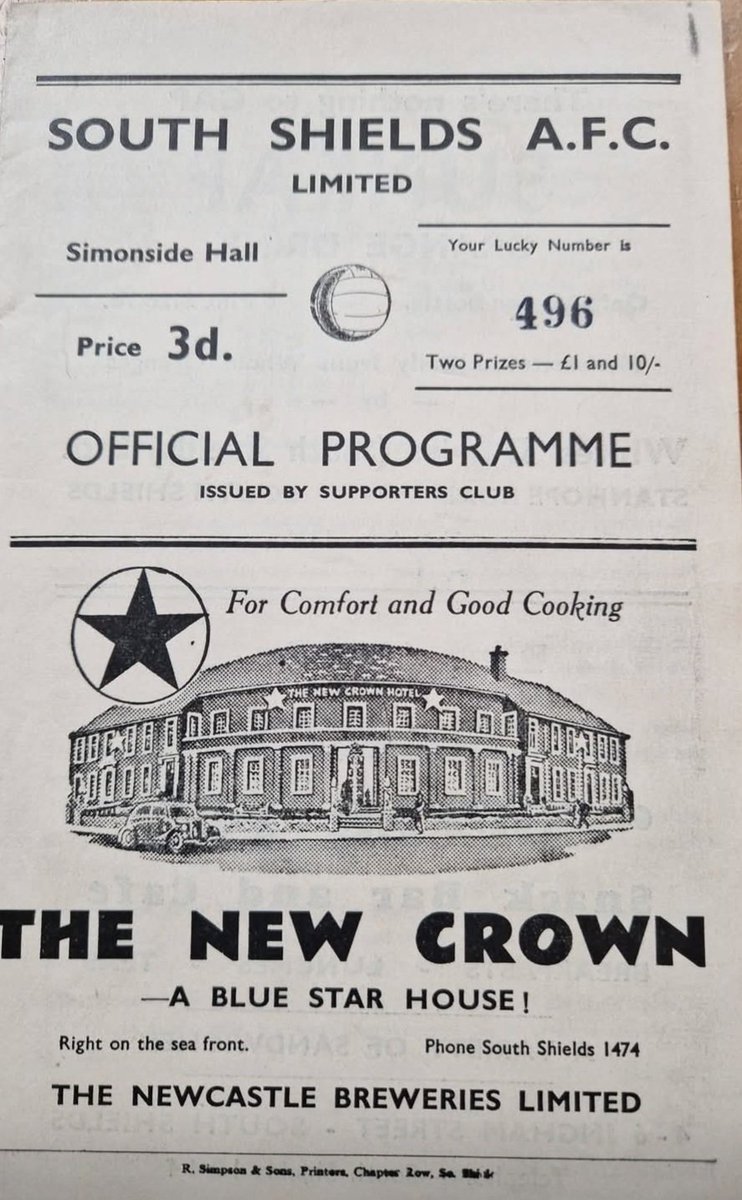 SOUTH SHIELDS A.F.C.
LIMITED
Simonside Hall
Price 3d.
Your Lucky Number is
496
Two Prizes — £1 and 10/-
OFFICIAL PROGRAMME
ISSUED BY SUPPORTERS CLUB
For Comfort and Good Cooking
THE NEW CROWN HOTEL
THE NEW CROWN
—A BLUE STAR HOUSE!
Right on the sea front.
Phone South Shields 1474
THE NEWCASTLE BREWERIES LIMITED
R. Simpson & Sons, Printers, Chapter Row, So.